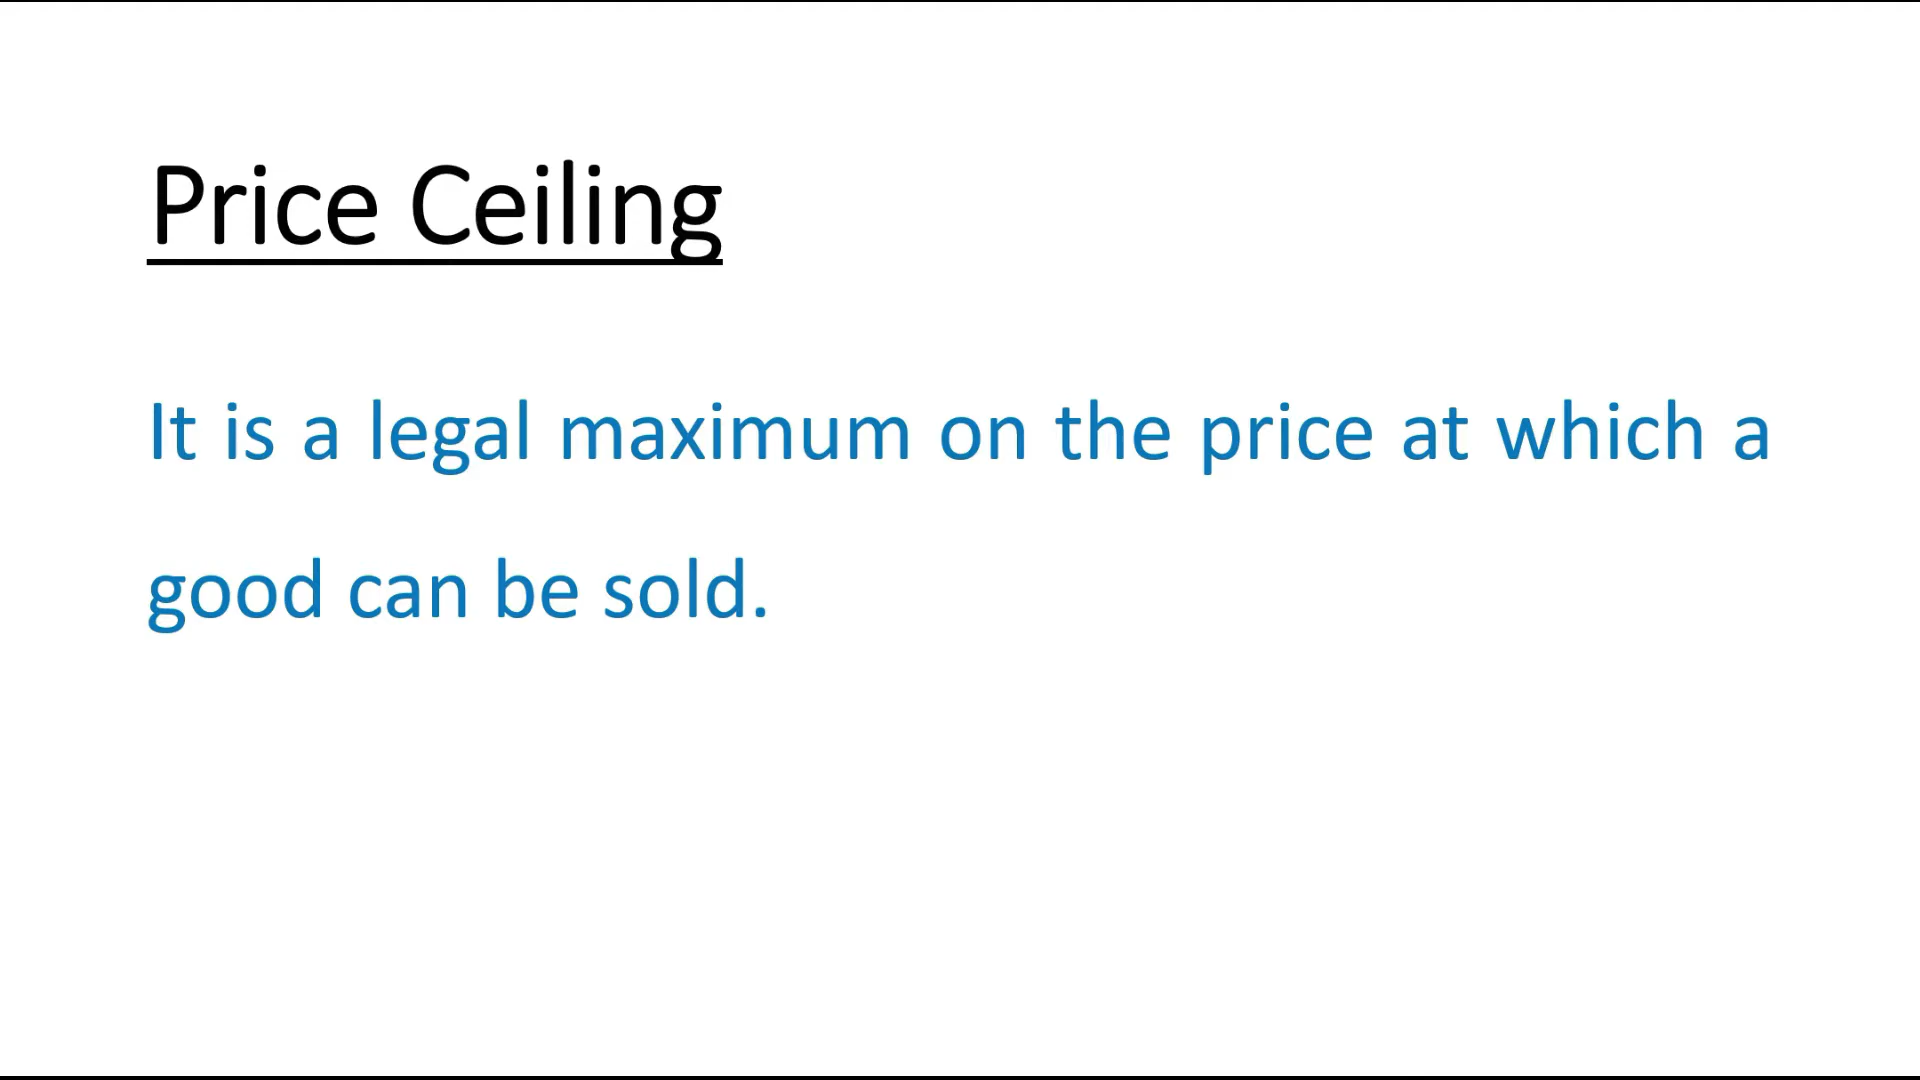 Price Ceiling
It is a legal maximum on the price at which a
good can be sold.